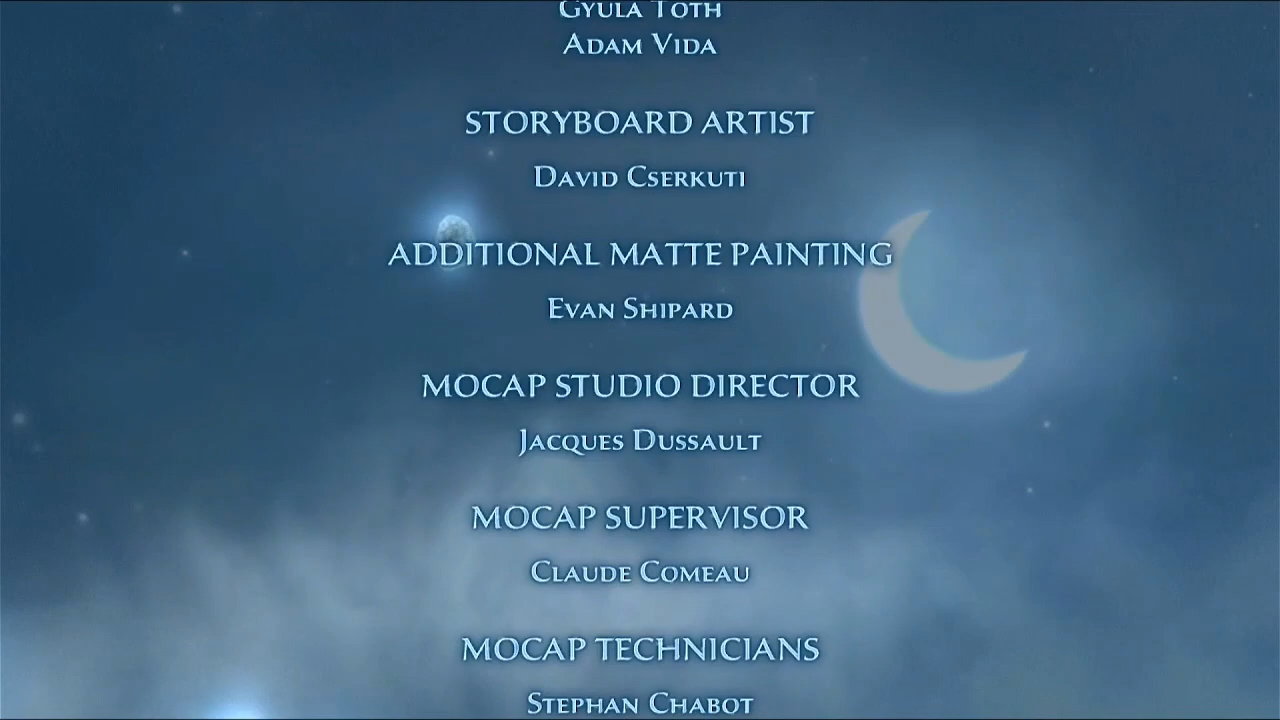 Gyula Toth
Adam Vida
STORYBOARD ARTIST
David Cserkuti
ADDITIONAL MATTE PAINTING
Evan Shipard
MOCAP STUDIO DIRECTOR
Jacques Dussault
MOCAP SUPERVISOR
Claude Comeau
MOCAP TECHNICIANS
Stephan Chabot